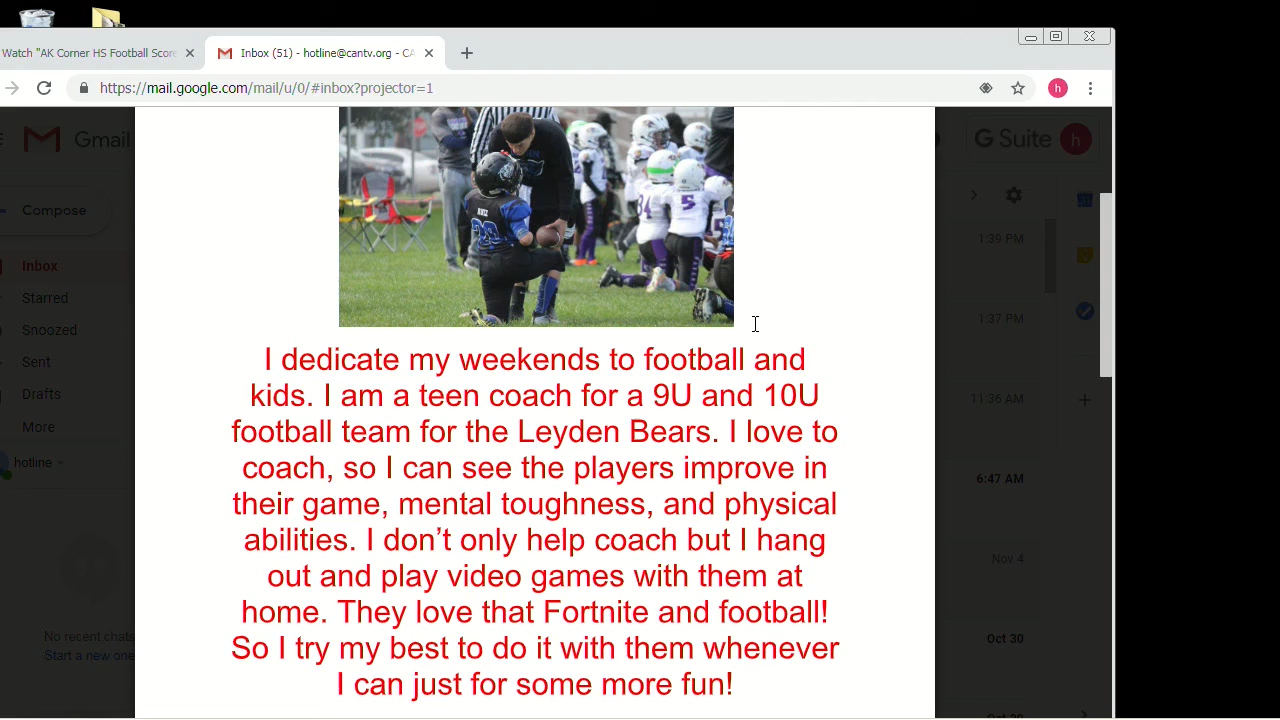 Watch "AK Corner HS Football Score
Inbox (51) - hotline@cantv.org - CA
https://mail.google.com/mail/u/0/#inbox?projector=1
h
Gmail
G Suite
h
Compose
Inbox
Starred
Snoozed
Sent
Drafts
More
hotline
No recent chats
Start a new one
1:39 PM
1:37 PM
11:36 AM
6:47 AM
Nov 4
Oct 30
34
5
I dedicate my weekends to football and
kids. I am a teen coach for a 9U and 10U
football team for the Leyden Bears. I love to
coach, so I can see the players improve in
their game, mental toughness, and physical
abilities. I don’t only help coach but I hang
out and play video games with them at
home. They love that Fortnite and football!
So I try my best to do it with them whenever
I can just for some more fun!